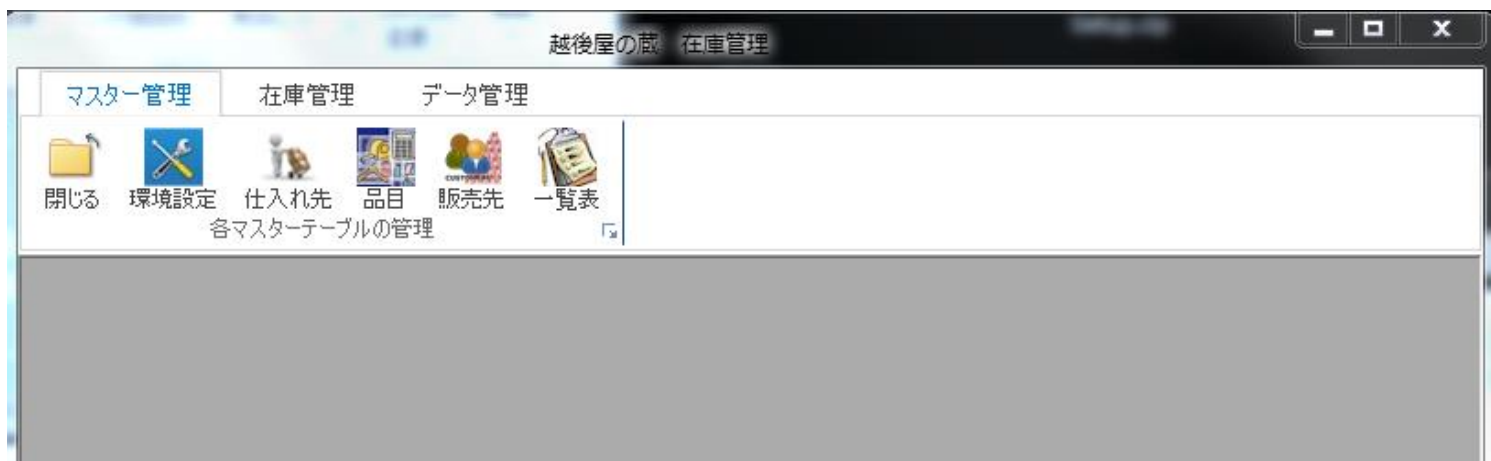 越後屋の蔵 在庫管理
マスター管理 在庫管理 データ管理
閉じる 環境設定 仕入れ先 品目 販売先 一覧表
各マスターテーブルの管理